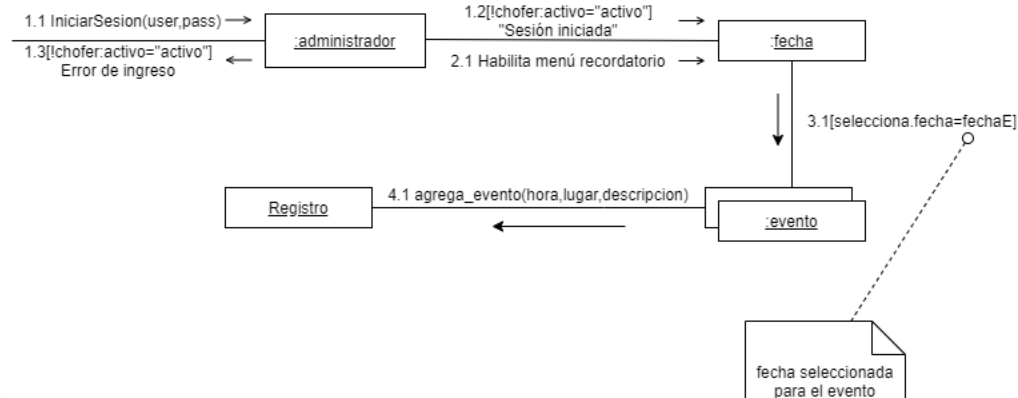 1.1 IniciarSesion(user,pass)
:administrador
1.3[!chofer:activo="activo"]
Error de ingreso
1.2[!chofer:activo="activo"]
"Sesión iniciada"
2.1 Habilita menú recordatorio
:fecha
3.1[selecciona.fecha=fechaE]
Registro
4.1 agrega_evento(hora,lugar,descripcion)
:evento
fecha seleccionada
para el evento